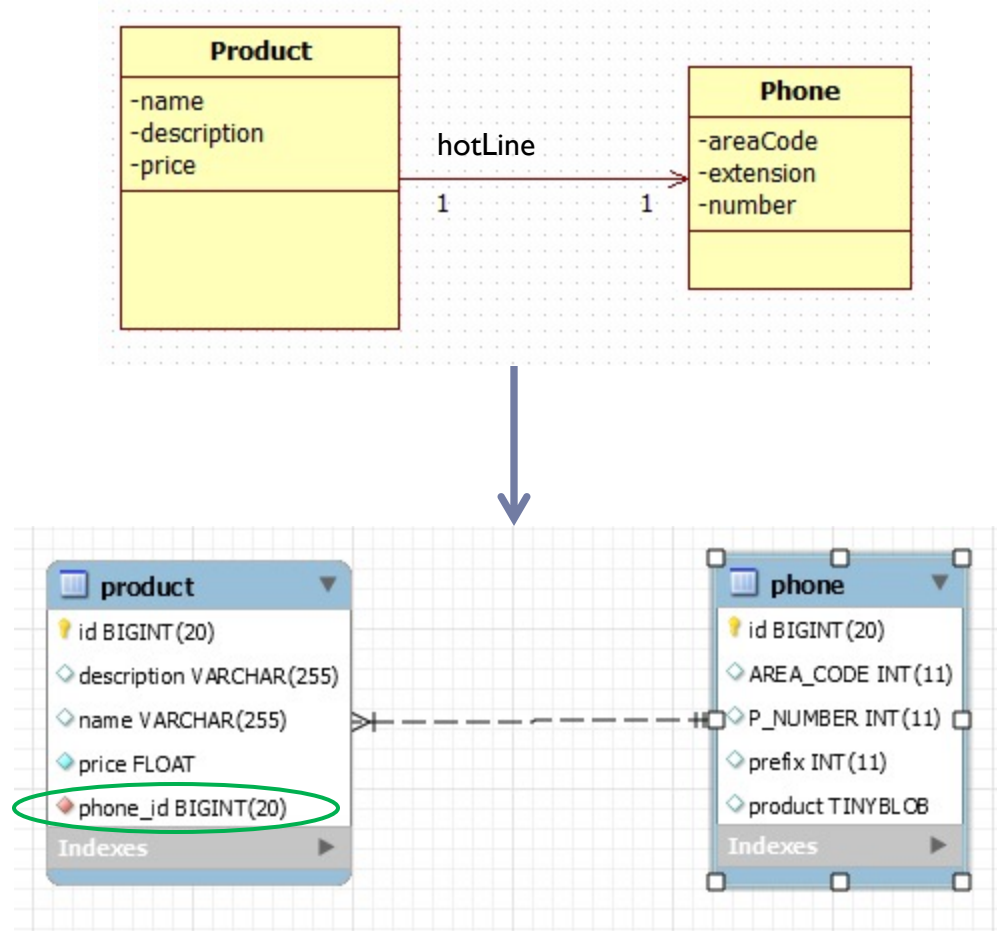 Product
-name
-description
-price
hotLine
1
1
Phone
-areaCode
-extension
-number
product
id BIGINT(20)
description VARCHAR(255)
name VARCHAR(255)
price FLOAT
phone_id BIGINT(20)
Indexes
phone
id BIGINT(20)
AREA_CODE INT(11)
P_NUMBER INT(11)
prefix INT(11)
product TINYBLOB
Indexes